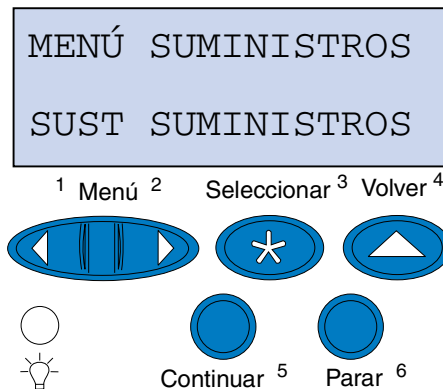 MENÚ SUMINISTROS
SUST SUMINISTROS
1 Menú 2 Seleccionar 3 Volver 4
Continuar 5 Parar 6